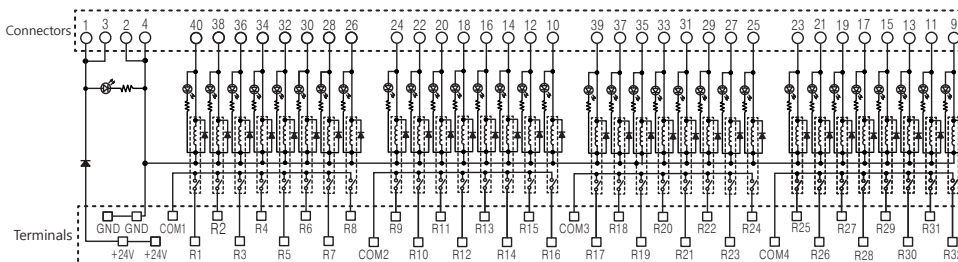 1 3 2 4 40 38 36 34 32 30 28 26 24 22 20 18 16 14 12 10 39 37 35 33 31 29 27 25 23 21 19 17 15 13 11 9
Connectors
GND GND COM1 R2 R4 R6 R8 R9 R11 R13 R15 COM3 R18 R20 R22 R24 R25 R27 R29 R31
Terminals
+24V +24V R1 R3 R5 R7 COM2 R10 R12 R14 R16 R17 R19 R21 R23 COM4 R26 R28 R30 R32